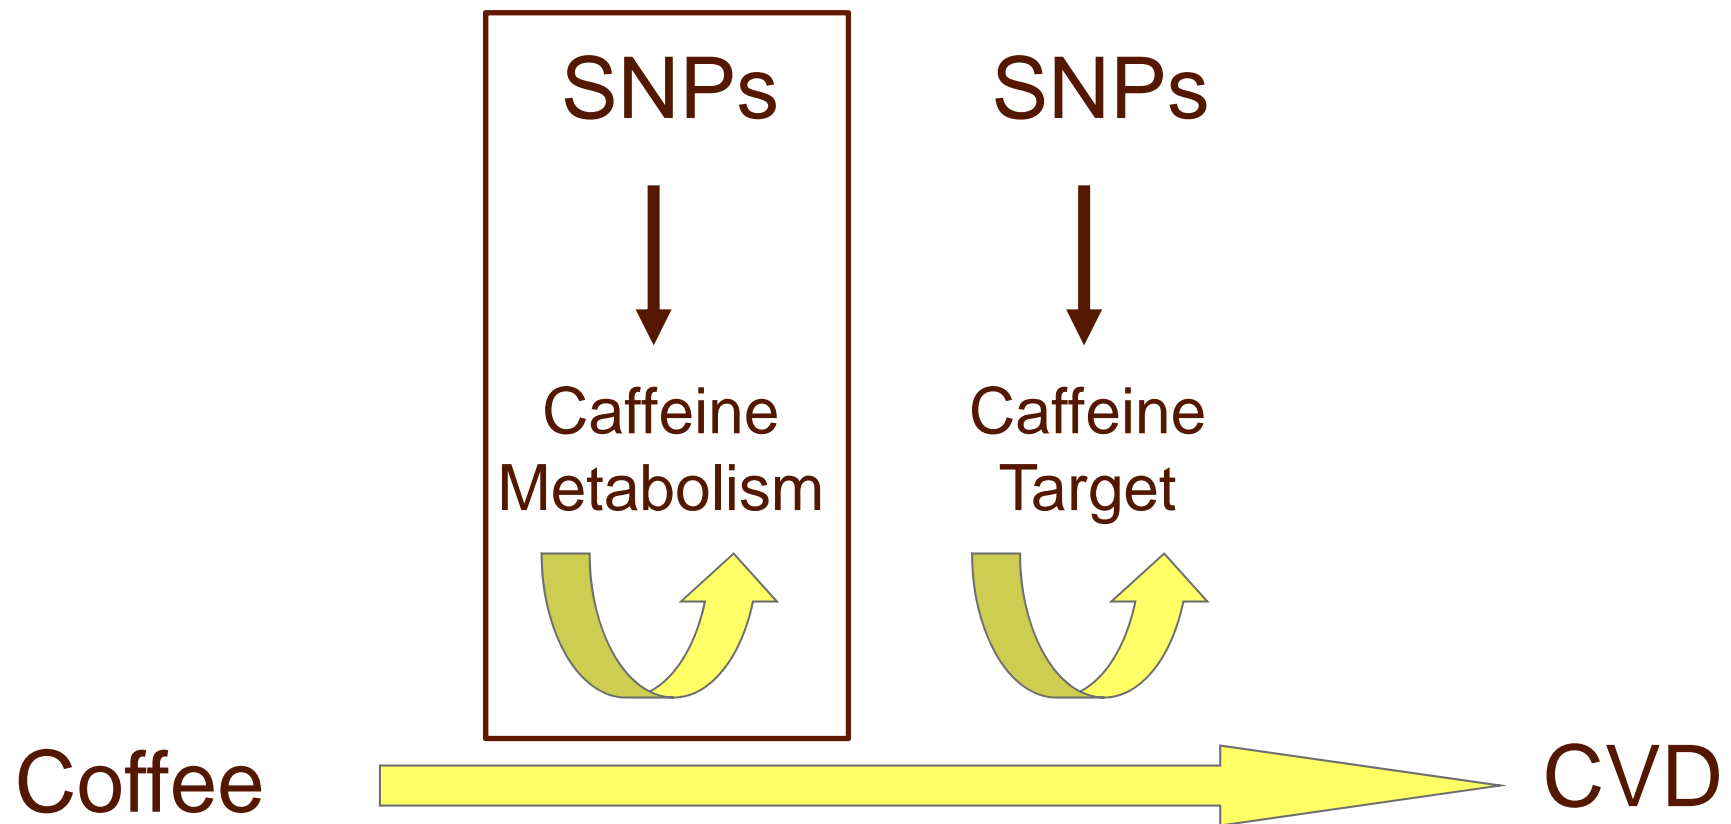 SNPs
SNPs
Caffeine
Metabolism
Caffeine
Target
Coffee
CVD